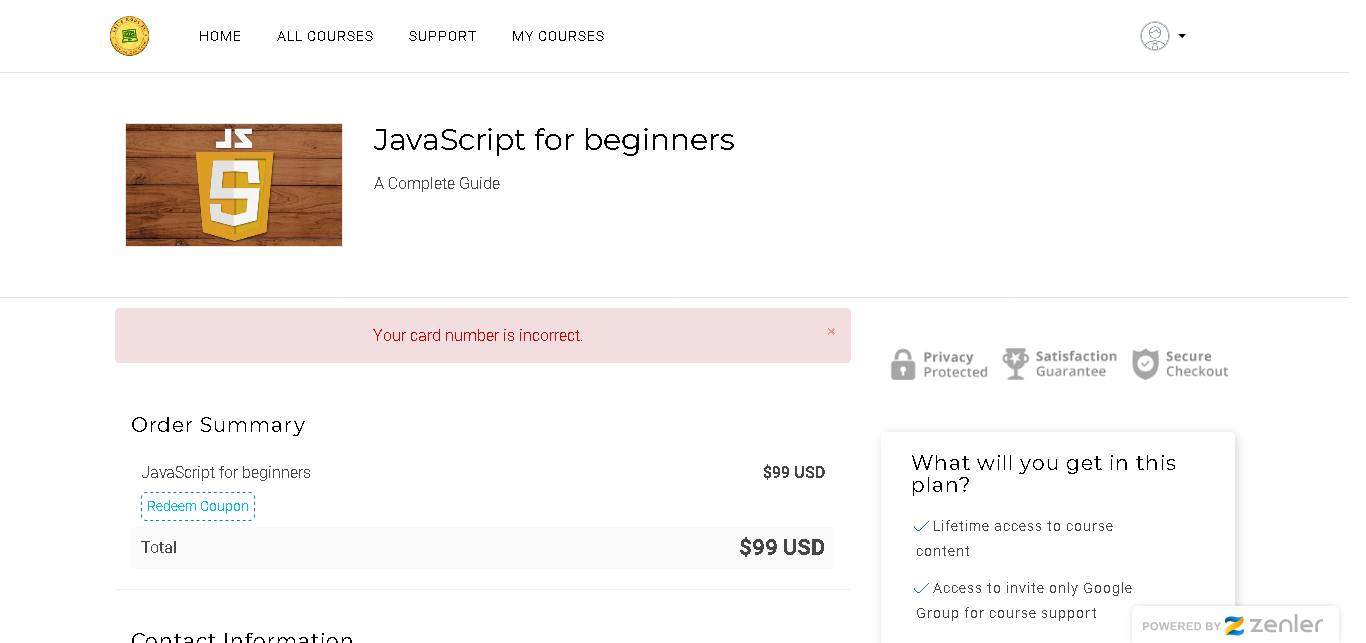 HOME ALL COURSES SUPPORT MY COURSES
JS
5
JavaScript for beginners
A Complete Guide
Your card number is incorrect. ×
Privacy Protected
Satisfaction Guarantee
Secure Checkout
Order Summary
JavaScript for beginners $99 USD
Redeem Coupon
Total $99 USD
Contact Information
What will you get in this
plan?
Lifetime access to course
content
Access to invite only Google
Group for course support
POWERED BY zenler